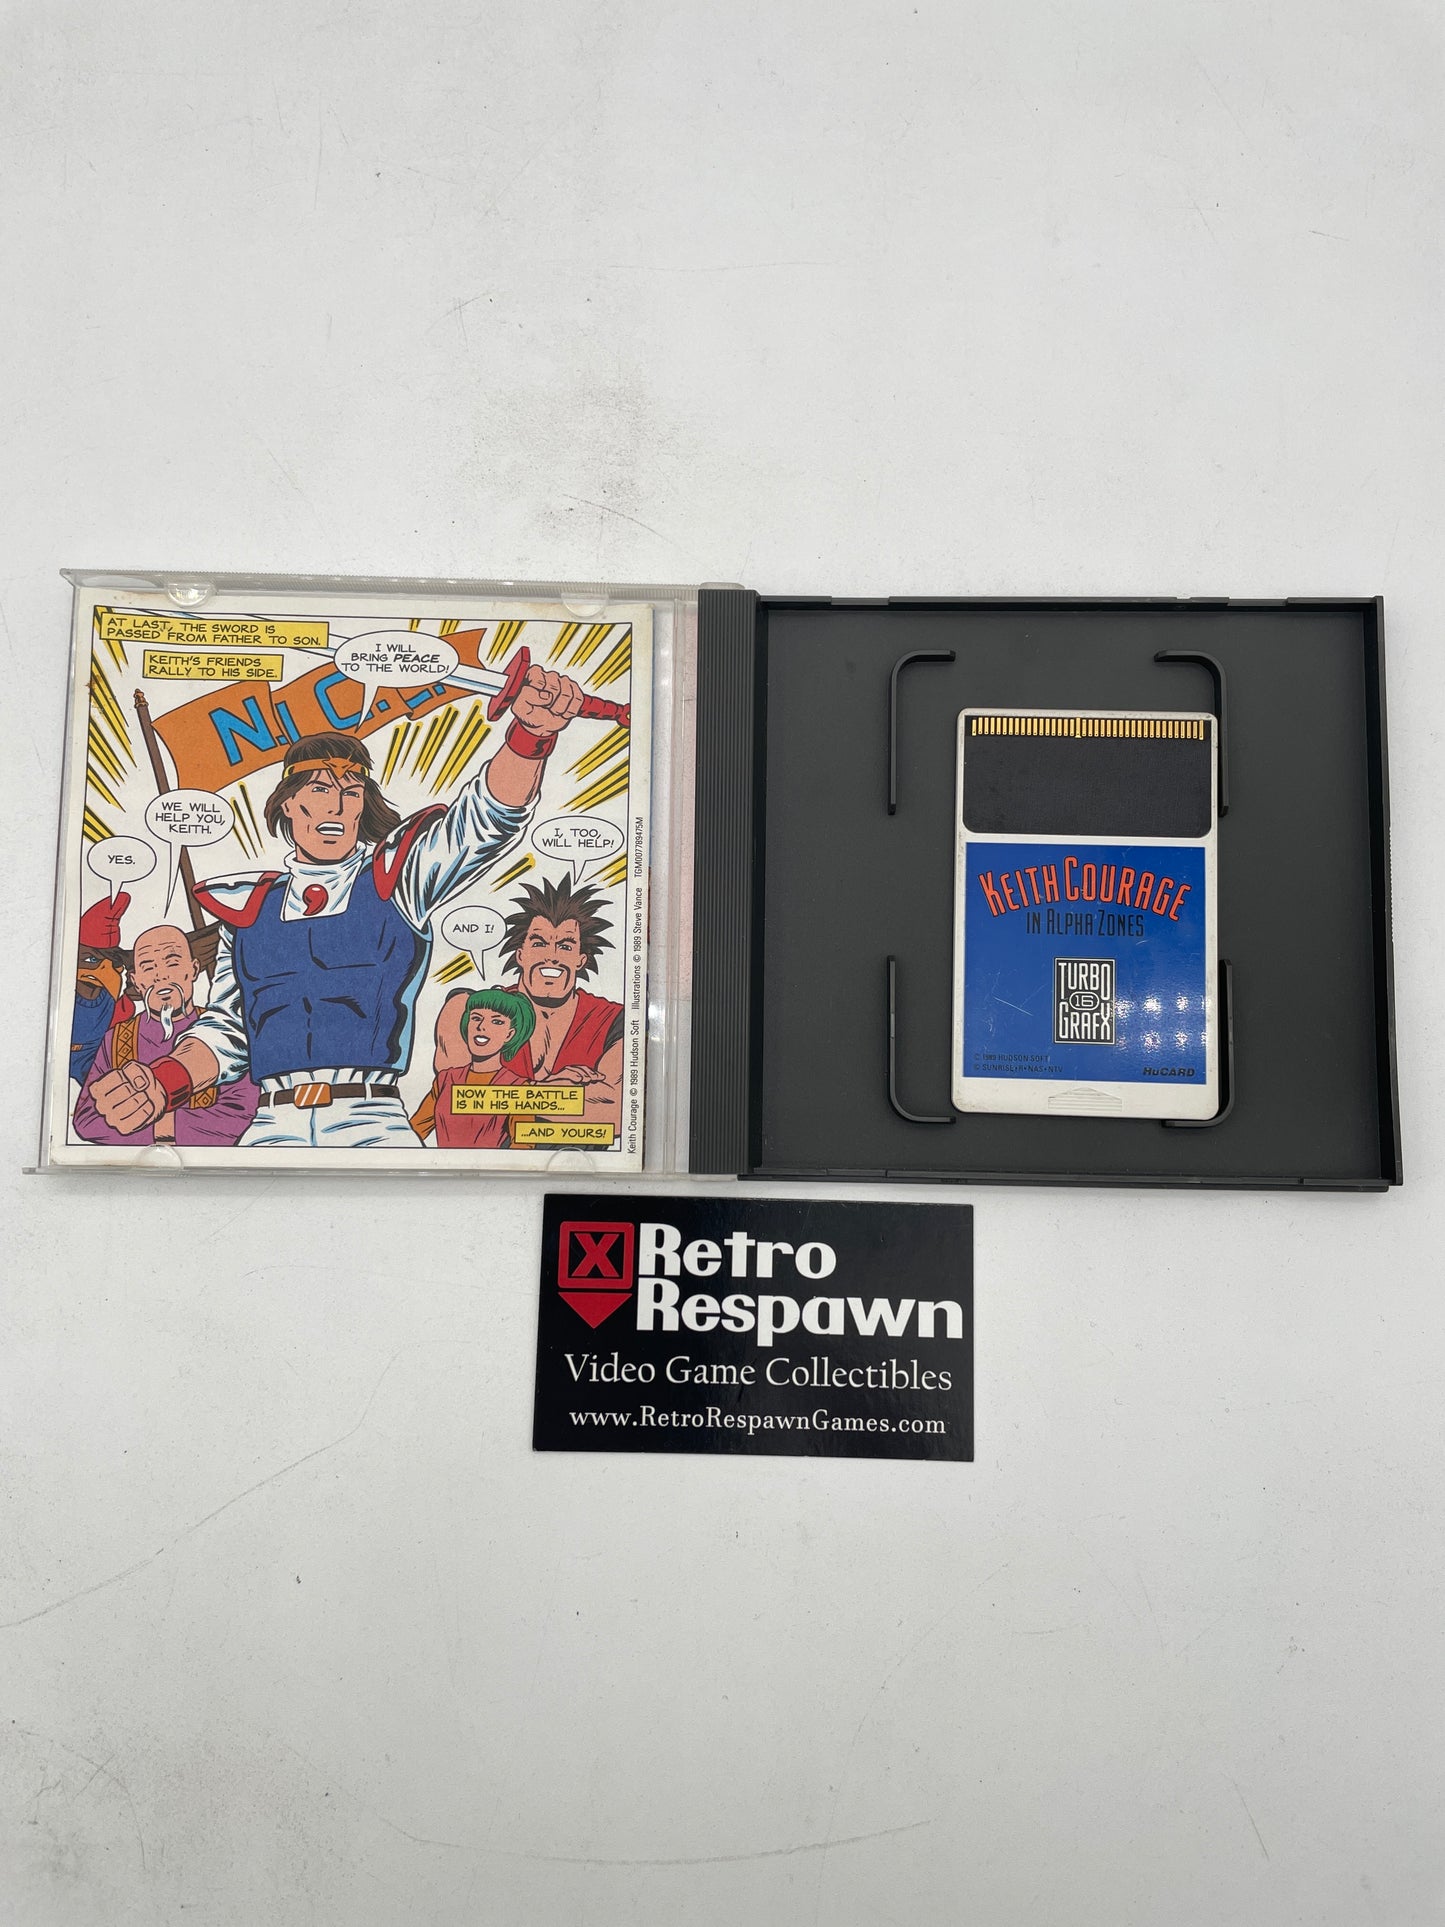 AT LAST, THE SWORD IS
PASSED FROM FATHER TO SON.
KEITH'S FRIENDS
RALLY TO HIS SIDE.
I WILL
BRING PEACE
TO THE WORLD!
N.I.C.E.
WE WILL
HELP YOU,
KEITH.
YES.
I, TOO,
WILL HELP!
AND I!
NOW THE BATTLE
IS IN HIS HANDS...
...AND YOURS!
Keith Courage © 1989 Hudson Soft Illustrations © 1989 Steve Vance TGM007789475M
KEITH COURAGE
IN ALPHA ZONES
TURBO
16
GRAFX
© 1989 HUDSON SOFT
© SUNRISE•R•NAS•NTV
HuCARD
X Retro
Respawn
Video Game Collectibles
www.RetroRespawnGames.com